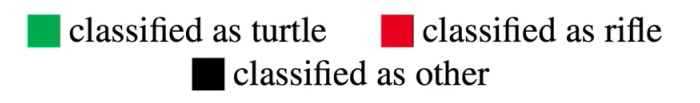 classified as turtle classified as rifle
classified as other